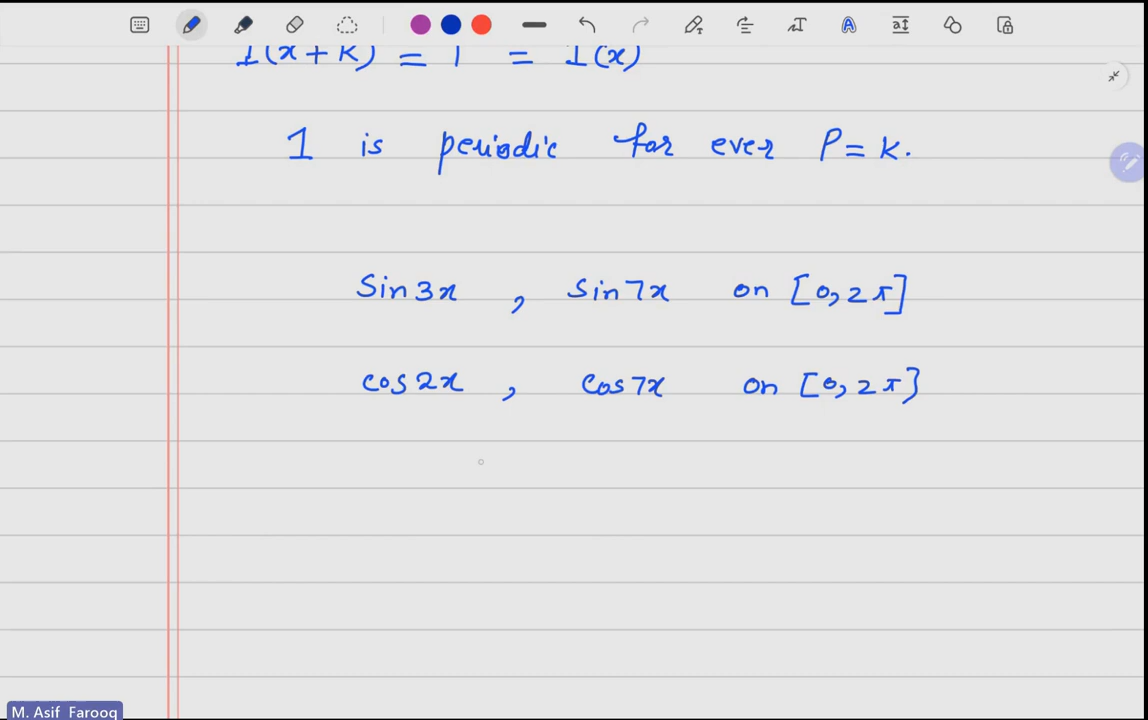 1(x+k) = 1 = 1(x)
1 is periodic for ever P = k.
Sin3x , Sin7x on [0, 2π]
cos2x , Cos7x on [0, 2π]
M. Asif Farooq